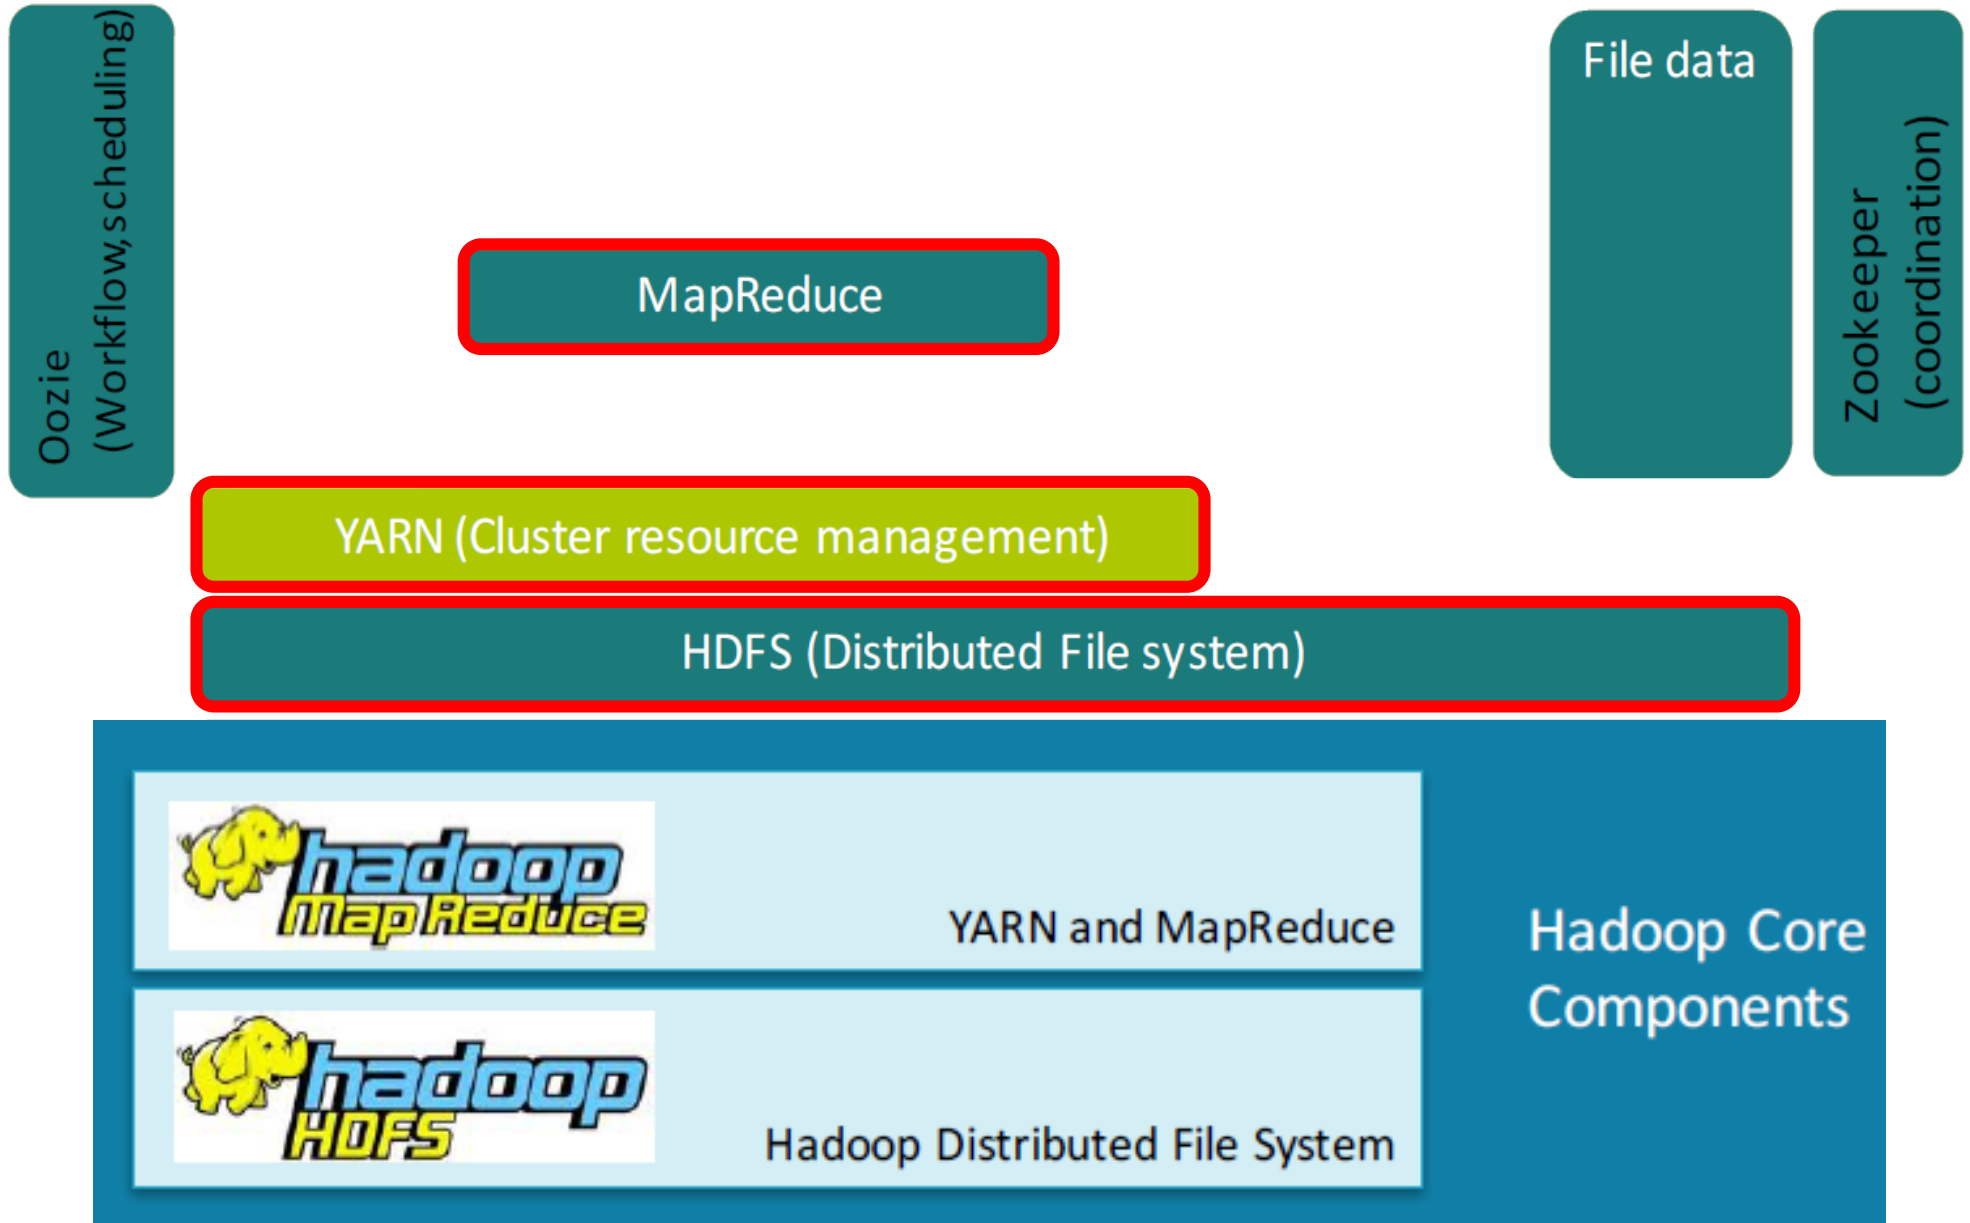 Oozie
(Workflow,scheduling)
File data
Zookeeper
(coordination)
MapReduce
YARN (Cluster resource management)
HDFS (Distributed File system)
hadoop
Map Reduce
YARN and MapReduce
Hadoop Core
Components
hadoop
HDFS
Hadoop Distributed File System